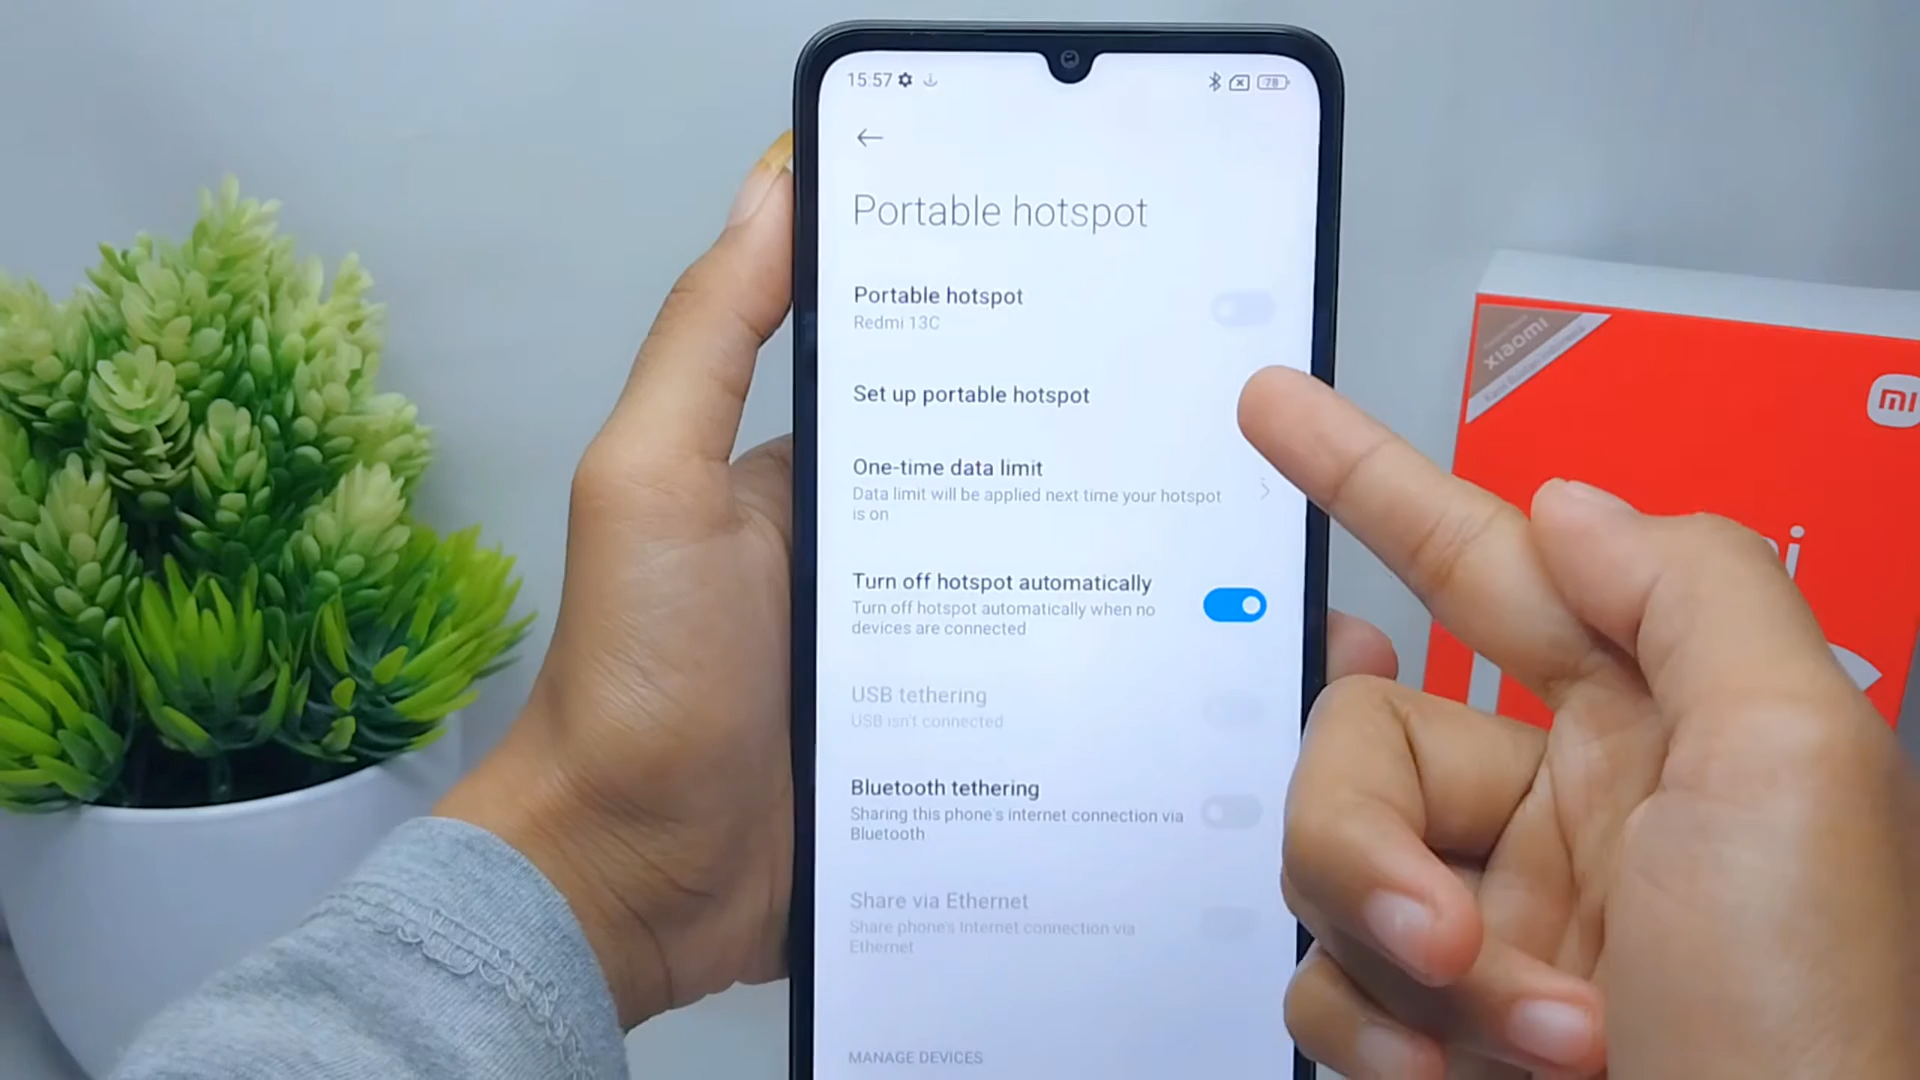 15:57
78
Portable hotspot
Portable hotspot
Redmi 13C
Set up portable hotspot
One-time data limit
Data limit will be applied next time your hotspot
is on
Turn off hotspot automatically
Turn off hotspot automatically when no
devices are connected
USB tethering
USB isn't connected
Bluetooth tethering
Sharing this phone's internet connection via
Bluetooth
Share via Ethernet
Share phone's Internet connection via
Ethernet
MANAGE DEVICES
xiaomi
mi